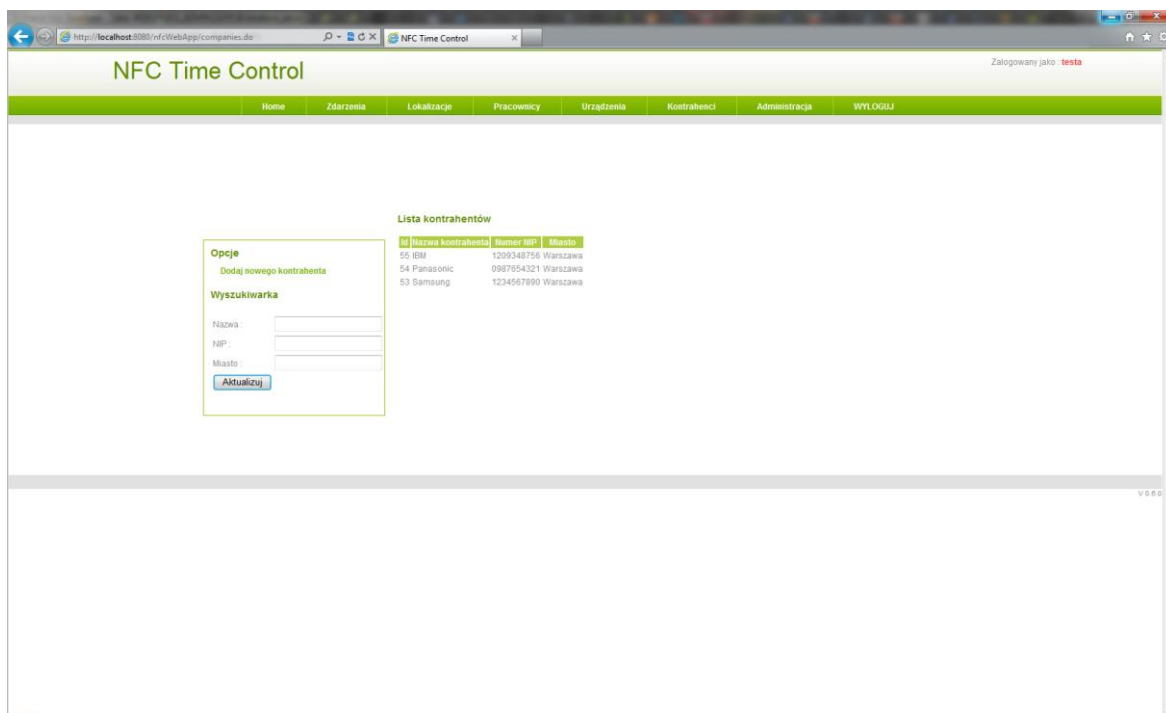 http://localhost:8080/nfcWebApp/companies.do
NFC Time Control
NFC Time Control
Zalogowany jako : testa
Home Zdarzenia Lokalizacje Pracownicy Urządzenia Kontrahenci Administracja WYLOGUJ
Lista kontrahentów
Id Nazwa kontrahenta Numer NIP Miasto
55 IBM 1209348756 Warszawa
54 Panasonic 0987654321 Warszawa
53 Samsung 1234567890 Warszawa
Opcje
Dodaj nowego kontrahenta
Wyszukiwarka
Nazwa :
NIP :
Miasto :
Aktualizuj